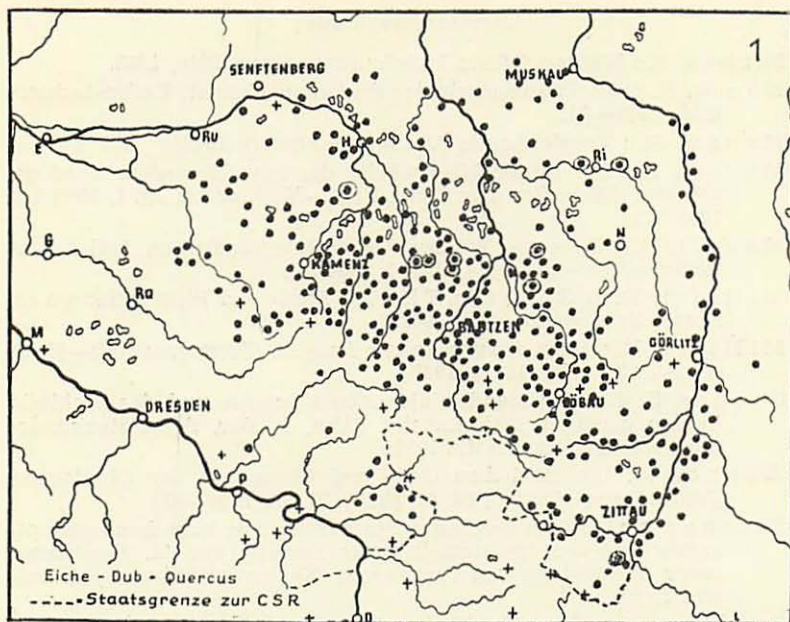 1
SENFTENBERG
MUSKAU
E
RU
H
Ri
G
KAMENZ
N
RO
M
BAUTZEN
GÖRLITZ
DRESDEN
LÖBAU
P
ZITTAU
Eiche - Dub - Quercus
Staatsgrenze zur CSR
D